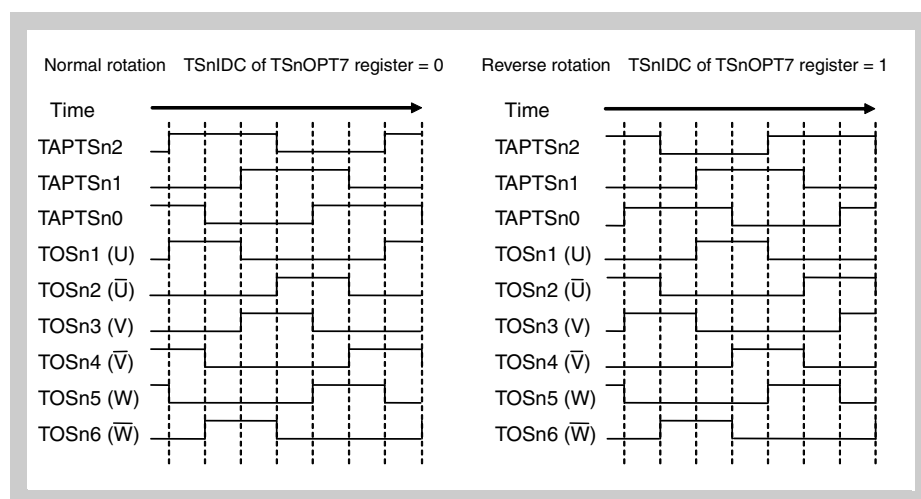 Normal rotation TSnIDC of TSnOPT7 register = 0
Time
TAPTSn2
TAPTSn1
TAPTSn0
TOSn1 (U)
TOSn2 (U̅)
TOSn3 (V)
TOSn4 (V̅)
TOSn5 (W)
TOSn6 (W̅)
Reverse rotation TSnIDC of TSnOPT7 register = 1
Time
TAPTSn2
TAPTSn1
TAPTSn0
TOSn1 (U)
TOSn2 (U̅)
TOSn3 (V)
TOSn4 (V̅)
TOSn5 (W)
TOSn6 (W̅)